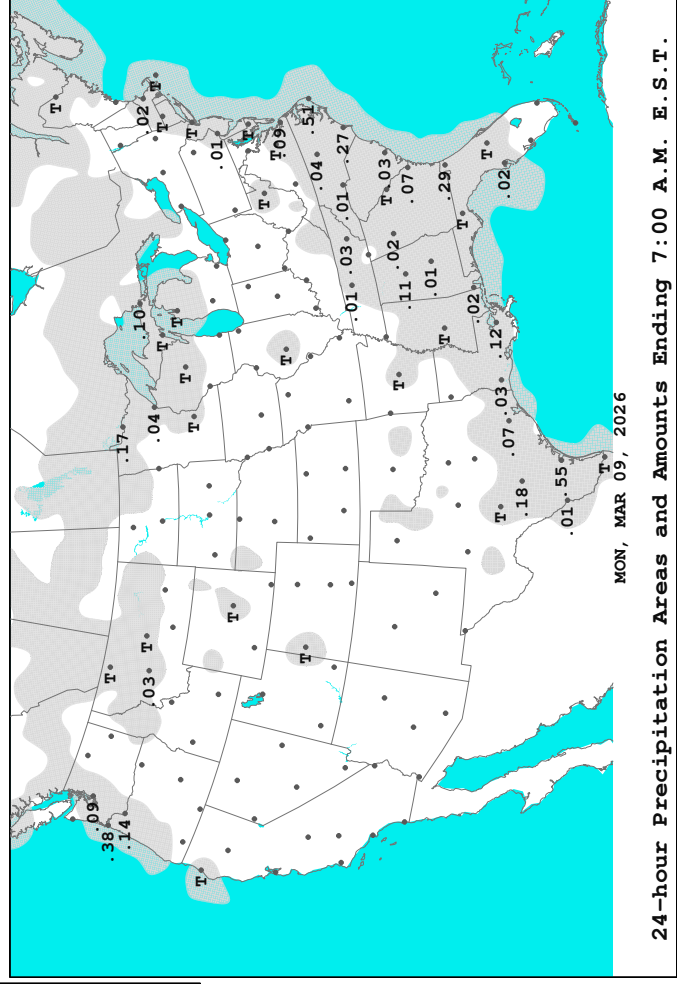 T
.09
.38
T
.17
.14
.10
.02
.03
T
.04
T
T
T
T
T
T
T
T
.01
T
T
T
T
.09
T
T
.51
.04
.27
.01
.03
.01
T
.03
.02
T
.11
.07
.01
T
.29
T
.02
T
.12
.02
T
.03
.07
.18
.55
.01
T
MON, MAR 09, 2026
24-hour Precipitation Areas and Amounts Ending 7:00 A.M. E.S.T.